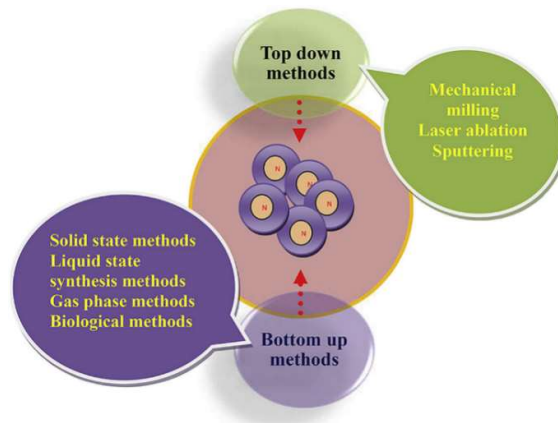 Top down
methods
Mechanical
milling
Laser ablation
Sputtering
N
N
N
N
N
Solid state methods
Liquid state
synthesis methods
Gas phase methods
Biological methods
Bottom up
methods